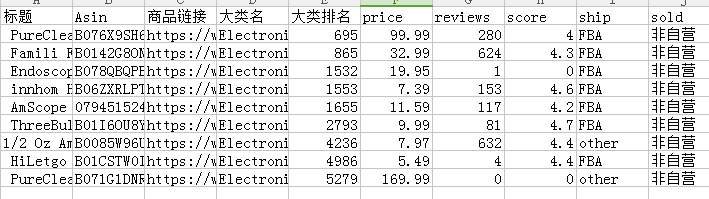 A B C D E F G H I J
标题 Asin 商品链接 大类名 大类排名 price reviews score ship sold
PureClea B076X9SH6 https://w Electroni 695 99.99 280 4 FBA 非自营
Famili F B0142G8ON https://w Electroni 865 32.99 624 4.3 FBA 非自营
Endoscop B078QBQPF https://w Electroni 1532 19.95 1 0 FBA 非自营
innhom H B06ZXRLPT https://w Electroni 1553 7.39 153 4.6 FBA 非自营
AmScope 079451524 https://w Electroni 1655 11.59 117 4.2 FBA 非自营
ThreeBul B01I6OU8Y https://w Electroni 2793 9.99 81 4.7 FBA 非自营
1/2 Oz Am B0085W96U https://w Electroni 4236 7.97 632 4.4 other 非自营
HiLetgo B01CSTW0I https://w Electroni 4986 5.49 4 4.4 FBA 非自营
PureClea B071G1DNR https://w Electroni 5279 169.99 0 0 other 非自营